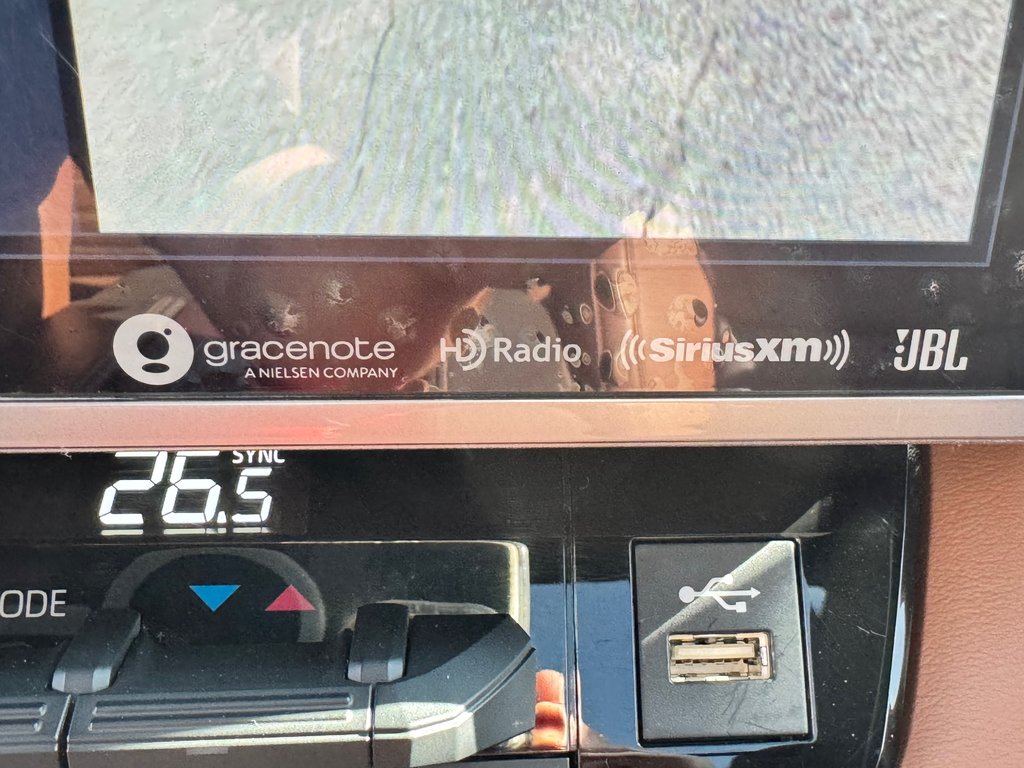 gracenote
A NIELSEN COMPANY
HD Radio
SiriusXM
JBL
26.5
SYNC
ODE